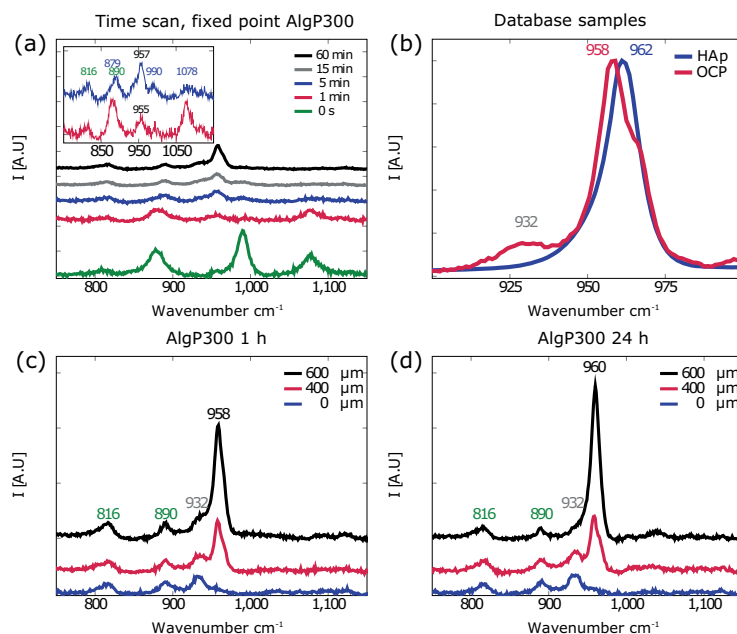 Time scan, fixed point AlgP300
(a)
60 min
15 min
5 min
1 min
0 s
816
879
890
957
990
1078
955
850
950
1050
I [A.U]
800
900
1,000
1,100
Wavenumber cm⁻¹
Database samples
(b)
958
962
HAp
OCP
932
I [A.U]
925
950
975
Wavenumber cm⁻¹
AlgP300 1 h
(c)
600 μm
400 μm
0 μm
958
816
890
932
I [A.U]
800
900
1,000
1,100
Wavenumber cm⁻¹
AlgP300 24 h
(d)
600 μm
400 μm
0 μm
960
816
890
932
I [A.U]
800
900
1,000
1,100
Wavenumber cm⁻¹